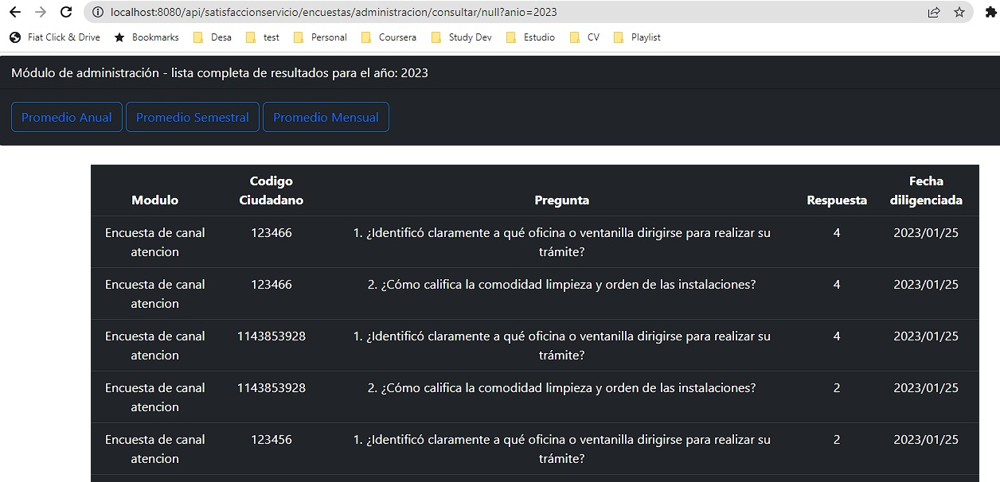 localhost:8080/api/satisfaccionservicio/encuestas/administracion/consultar/null?anio=2023
Fiat Click & Drive Bookmarks Desa test Personal Coursera Study Dev Estudio CV Playlist
Módulo de administración - lista completa de resultados para el año: 2023
Promedio Anual Promedio Semestral Promedio Mensual
Codigo Fecha
Modulo Ciudadano Pregunta Respuesta diligenciada
Encuesta de canal 123466 1. ¿Identificó claramente a qué oficina o ventanilla dirigirse para realizar su 4 2023/01/25
atencion trámite?
Encuesta de canal 123466 2. ¿Cómo califica la comodidad limpieza y orden de las instalaciones? 4 2023/01/25
atencion
Encuesta de canal 1143853928 1. ¿Identificó claramente a qué oficina o ventanilla dirigirse para realizar su 4 2023/01/25
atencion trámite?
Encuesta de canal 1143853928 2. ¿Cómo califica la comodidad limpieza y orden de las instalaciones? 2 2023/01/25
atencion
Encuesta de canal 123456 1. ¿Identificó claramente a qué oficina o ventanilla dirigirse para realizar su 2 2023/01/25
atencion trámite?